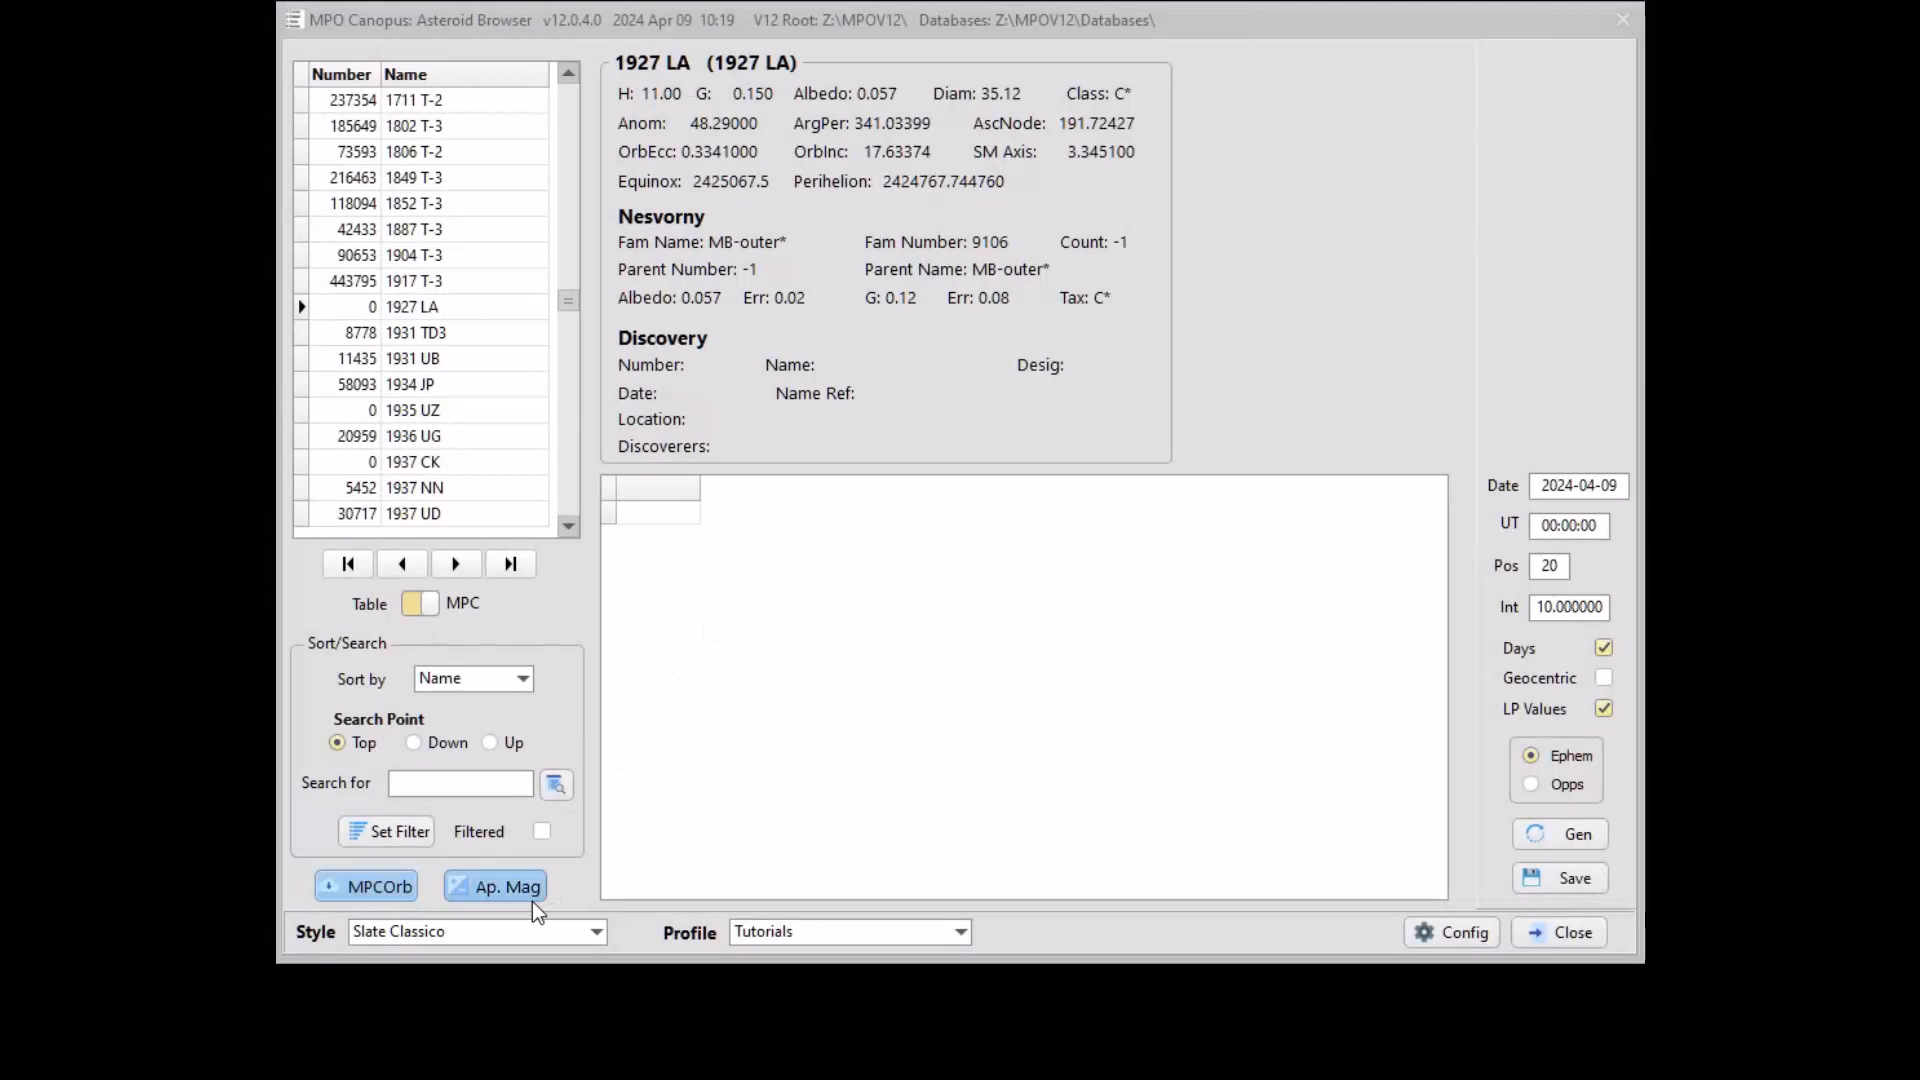 MPO Canopus: Asteroid Browser v12.0.4.0 2024 Apr 09 10:19 V12 Root: Z:\MPOV12\ Databases: Z:\MPOV12\Databases\
Number Name
237354 1711 T-2
185649 1802 T-3
73593 1806 T-2
216463 1849 T-3
118094 1852 T-3
42433 1887 T-3
90653 1904 T-3
443795 1917 T-3
0 1927 LA
8778 1931 TD3
11435 1931 UB
58093 1934 JP
0 1935 UZ
20959 1936 UG
0 1937 CK
5452 1937 NN
30717 1937 UD
Table MPC
Sort/Search
Sort by Name
Search Point
Top Down Up
Search for
Set Filter Filtered
MPCOrb Ap. Mag
1927 LA (1927 LA)
H: 11.00 G: 0.150 Albedo: 0.057 Diam: 35.12 Class: C*
Anom: 48.29000 ArgPer: 341.03399 AscNode: 191.72427
OrbEcc: 0.3341000 OrbInc: 17.63374 SM Axis: 3.345100
Equinox: 2425067.5 Perihelion: 2424767.744760
Nesvorny
Fam Name: MB-outer* Fam Number: 9106 Count: -1
Parent Number: -1 Parent Name: MB-outer*
Albedo: 0.057 Err: 0.02 G: 0.12 Err: 0.08 Tax: C*
Discovery
Number: Name: Desig:
Date: Name Ref:
Location:
Discoverers:
Date 2024-04-09
UT 00:00:00
Pos 20
Int 10.000000
Days
Geocentric
LP Values
Ephem
Opps
Gen
Save
Style Slate Classico Profile Tutorials Config Close